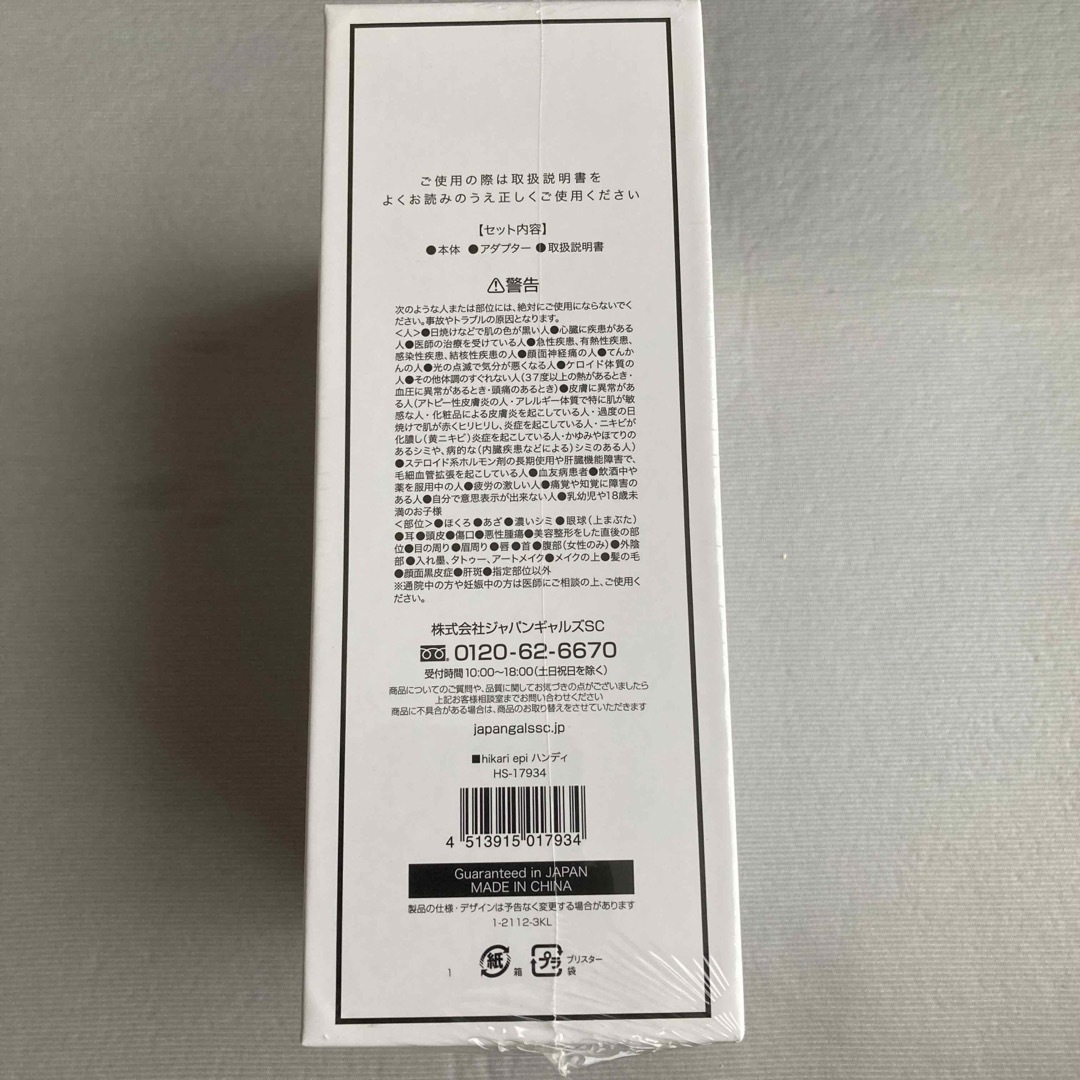 ご使用の際は取扱説明書を
よくお読みのうえ正しくご使用ください
【セット内容】
●本体 ●アダプター ●取扱説明書
⚠警告
次のような人または部位には、絶対にご使用にならないでく
ださい。事故やトラブルの原因となります。
<人>●日焼けなどで肌の色が黒い人●心臓に疾患がある
人●医師の治療を受けている人●急性疾患、有熱性疾患、
感染性疾患、結核性疾患の人●顔面神経痛の人●てんか
んの人●光の点滅で気分が悪くなる人●ケロイド体質の
人●その他体調のすぐれない人(37度以上の熱があるとき・
血圧に異常があるとき・頭痛のあるとき)●皮膚に異常があ
る人(アトピー性皮膚炎の人・アレルギー体質で特に肌が敏
感な人・化粧品による皮膚炎を起こしている人・過度の日
焼けで肌が赤くヒリヒリし、炎症を起こしている人・ニキビが
化膿し(黄ニキビ)炎症を起こしている人・かゆみやほてりの
あるシミや、病的な(内臓疾患などによる)シミのある人)
●ステロイド系ホルモン剤の長期使用や肝臓機能障害で、
毛細血管拡張を起こしている人●血友病患者●飲酒中や
薬を服用中の人●疲労の激しい人●痛覚や知覚に障害の
ある人●自分で意思表示が出来ない人●乳幼児や18歳未
満のお子様
<部位>●ほくろ●あざ●濃いシミ●眼球(上まぶた)
●耳●頭皮●傷口●悪性腫瘍●美容整形をした直後の部
位●目の周り●眉周り●唇●首●腹部(女性のみ)●外陰
部●入れ墨、タトゥー、アートメイク●メイクの上●髪の毛
●顔面黒皮症●肝斑●指定部位以外
※通院中の方や妊娠中の方は医師にご相談の上、ご使用く
ださい。
株式会社ジャパンギャルズSC
0120-62-6670
受付時間10:00〜18:00(土日祝日を除く)
商品についてのご質問や、品質に関してお気づきの点がございましたら
上記お客様相談室までお問い合わせください
商品に不具合がある場合は、商品のお取り替えをさせていただきます
japangalssc.jp
■hikari epi ハンディ
HS-17934
4 513915 017934
Guaranteed in JAPAN
MADE IN CHINA
製品の仕様・デザインは予告なく変更する場合があります
1-2112-3KL
1 紙 箱 プラ ブリスター
袋